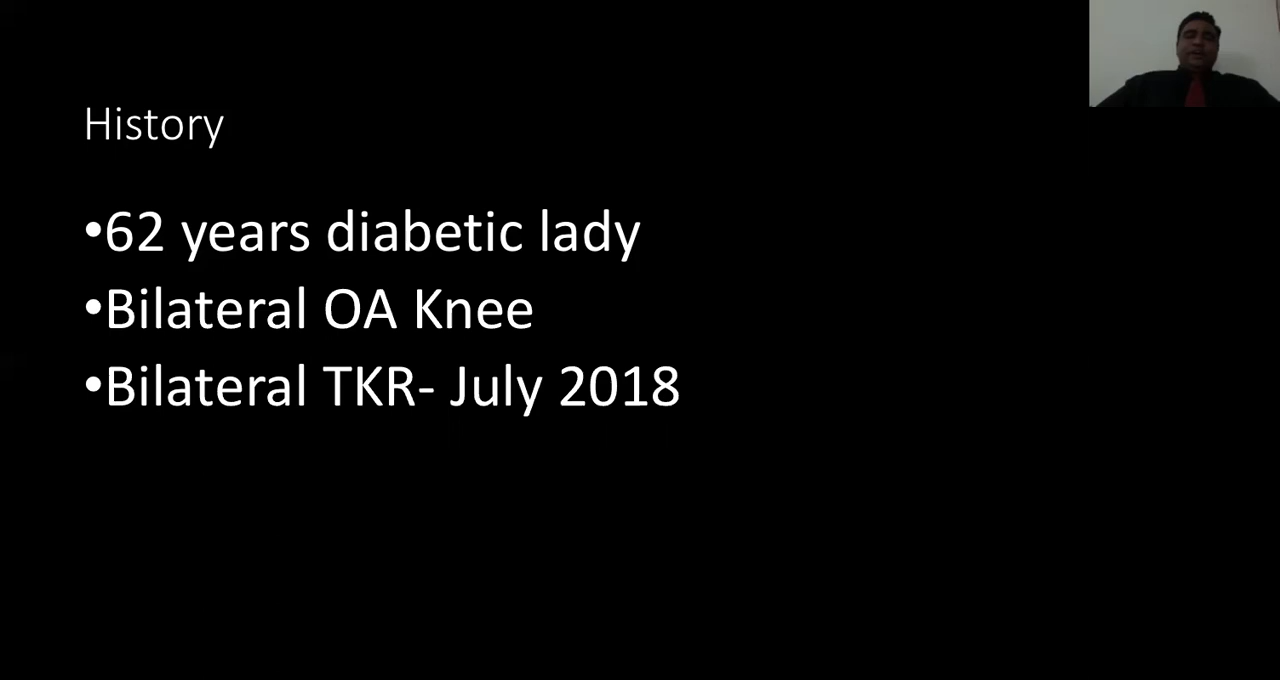 History
•62 years diabetic lady
•Bilateral OA Knee
•Bilateral TKR- July 2018